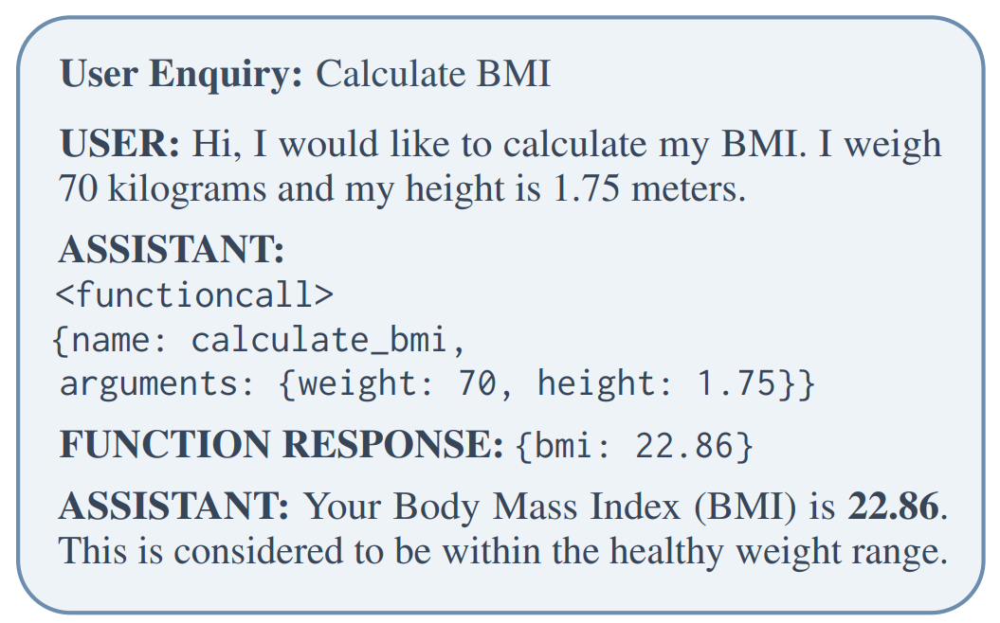 User Enquiry: Calculate BMI
USER: Hi, I would like to calculate my BMI. I weigh
70 kilograms and my height is 1.75 meters.
ASSISTANT:
<functioncall>
{name: calculate_bmi,
arguments: {weight: 70, height: 1.75}}
FUNCTION RESPONSE: {bmi: 22.86}
ASSISTANT: Your Body Mass Index (BMI) is 22.86.
This is considered to be within the healthy weight range.